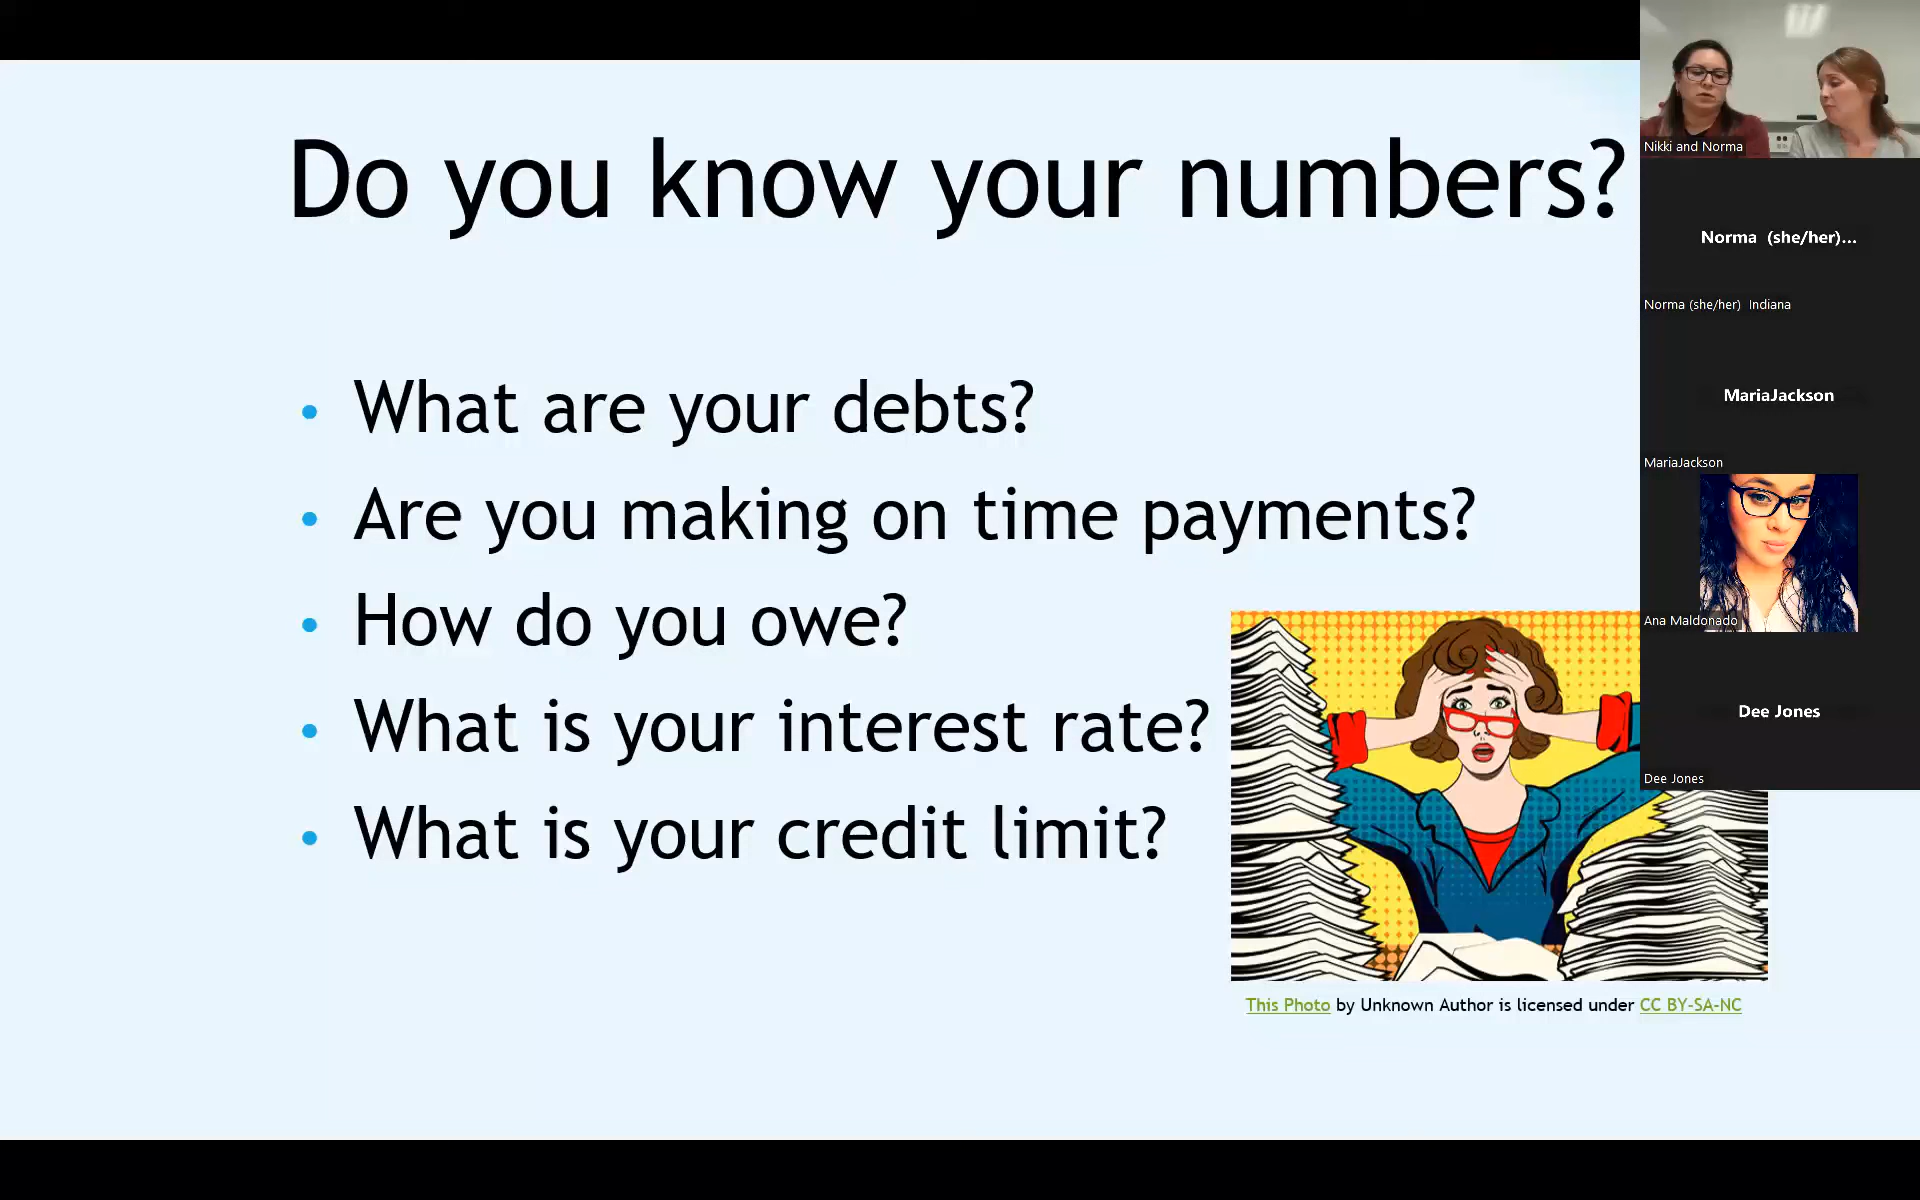 Do you know your numbers?
• What are your debts?
• Are you making on time payments?
• How do you owe?
• What is your interest rate?
• What is your credit limit?
This Photo by Unknown Author is licensed under CC BY-SA-NC
Nikki and Norma
Norma (she/her)...
Norma (she/her) Indiana
MariaJackson
MariaJackson
Ana Maldonado
Dee Jones
Dee Jones